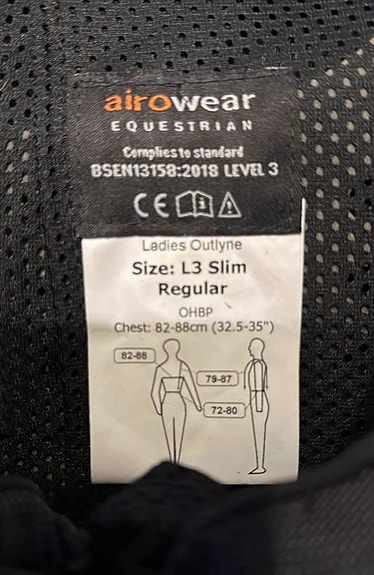 airowear
EQUESTRIAN
Complies to standard
BSEN13158:2018 LEVEL 3
CE
Ladies Outlyne
Size: L3 Slim
Regular
OHBP
Chest: 82-88cm (32.5-35")
82-88
79-87
72-80